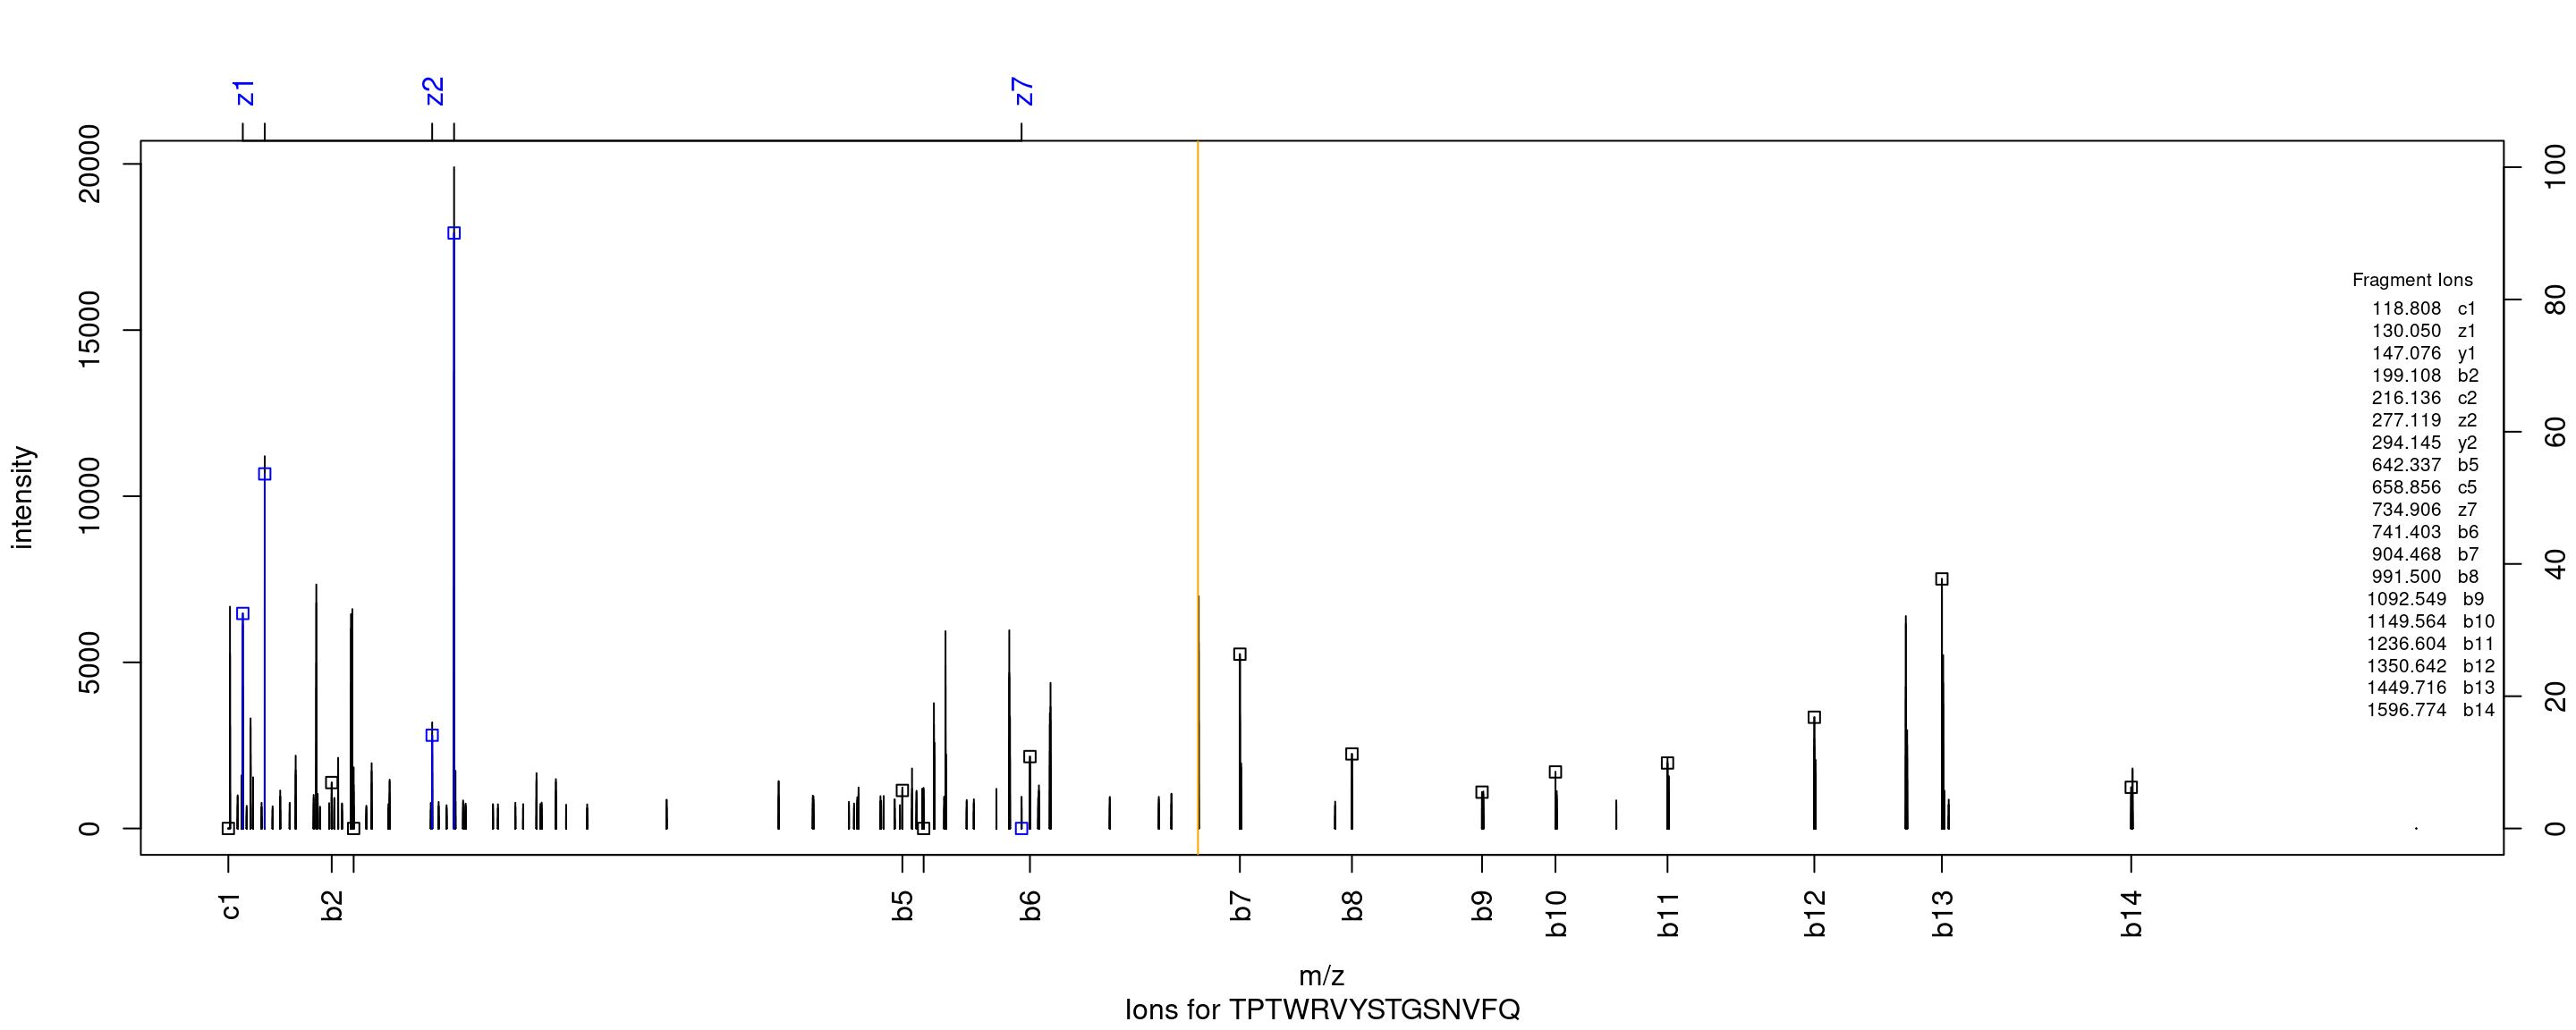 z1 z2 z7
20000
15000
10000
5000
0
intensity
100
80
60
40
20
0
Fragment Ions
118.808 c1
130.050 z1
147.076 y1
199.108 b2
216.136 c2
277.119 z2
294.145 y2
642.337 b5
658.856 c5
734.906 z7
741.403 b6
904.468 b7
991.500 b8
1092.549 b9
1149.564 b10
1236.604 b11
1350.642 b12
1449.716 b13
1596.774 b14
c1 b2 b5 b6 b7 b8 b9 b10 b11 b12 b13 b14
m/z
Ions for TPTWRVYSTGSNVFQ